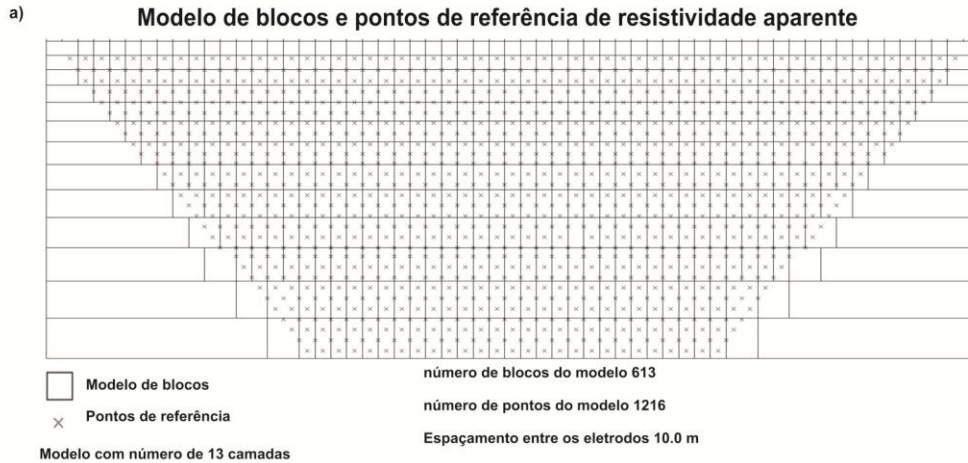 a)
Modelo de blocos e pontos de referência de resistividade aparente
Modelo de blocos
Pontos de referência
Modelo com número de 13 camadas
número de blocos do modelo 613
número de pontos do modelo 1216
Espaçamento entre os eletrodos 10.0 m